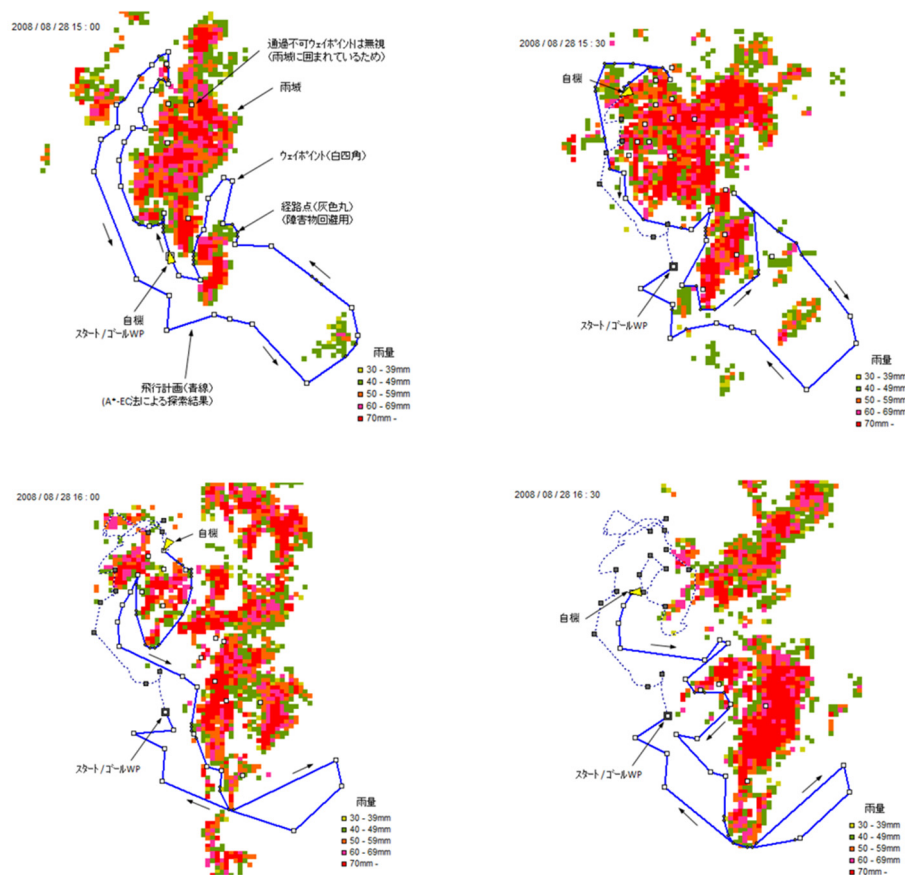 2008 / 08 / 28 15 : 00
通過不可ウェイポイントは無視
(雨域に囲まれているため)
雨域
ウェイポイント(白四角)
経路点(灰色丸)
(障害物回避用)
自機
スタート/ゴールWP
飛行計画(青線)
(A*-EC法による探索結果)
雨量
30 - 39mm
40 - 49mm
50 - 59mm
60 - 69mm
70mm -
2008 / 08 / 28 15 : 30
自機
スタート/ゴールWP
雨量
30 - 39mm
40 - 49mm
50 - 59mm
60 - 69mm
70mm -
2008 / 08 / 28 16 : 00
自機
スタート/ゴールWP
雨量
30 - 39mm
40 - 49mm
50 - 59mm
60 - 69mm
70mm -
2008 / 08 / 28 16 : 30
自機
スタート/ゴールWP
雨量
30 - 39mm
40 - 49mm
50 - 59mm
60 - 69mm
70mm -